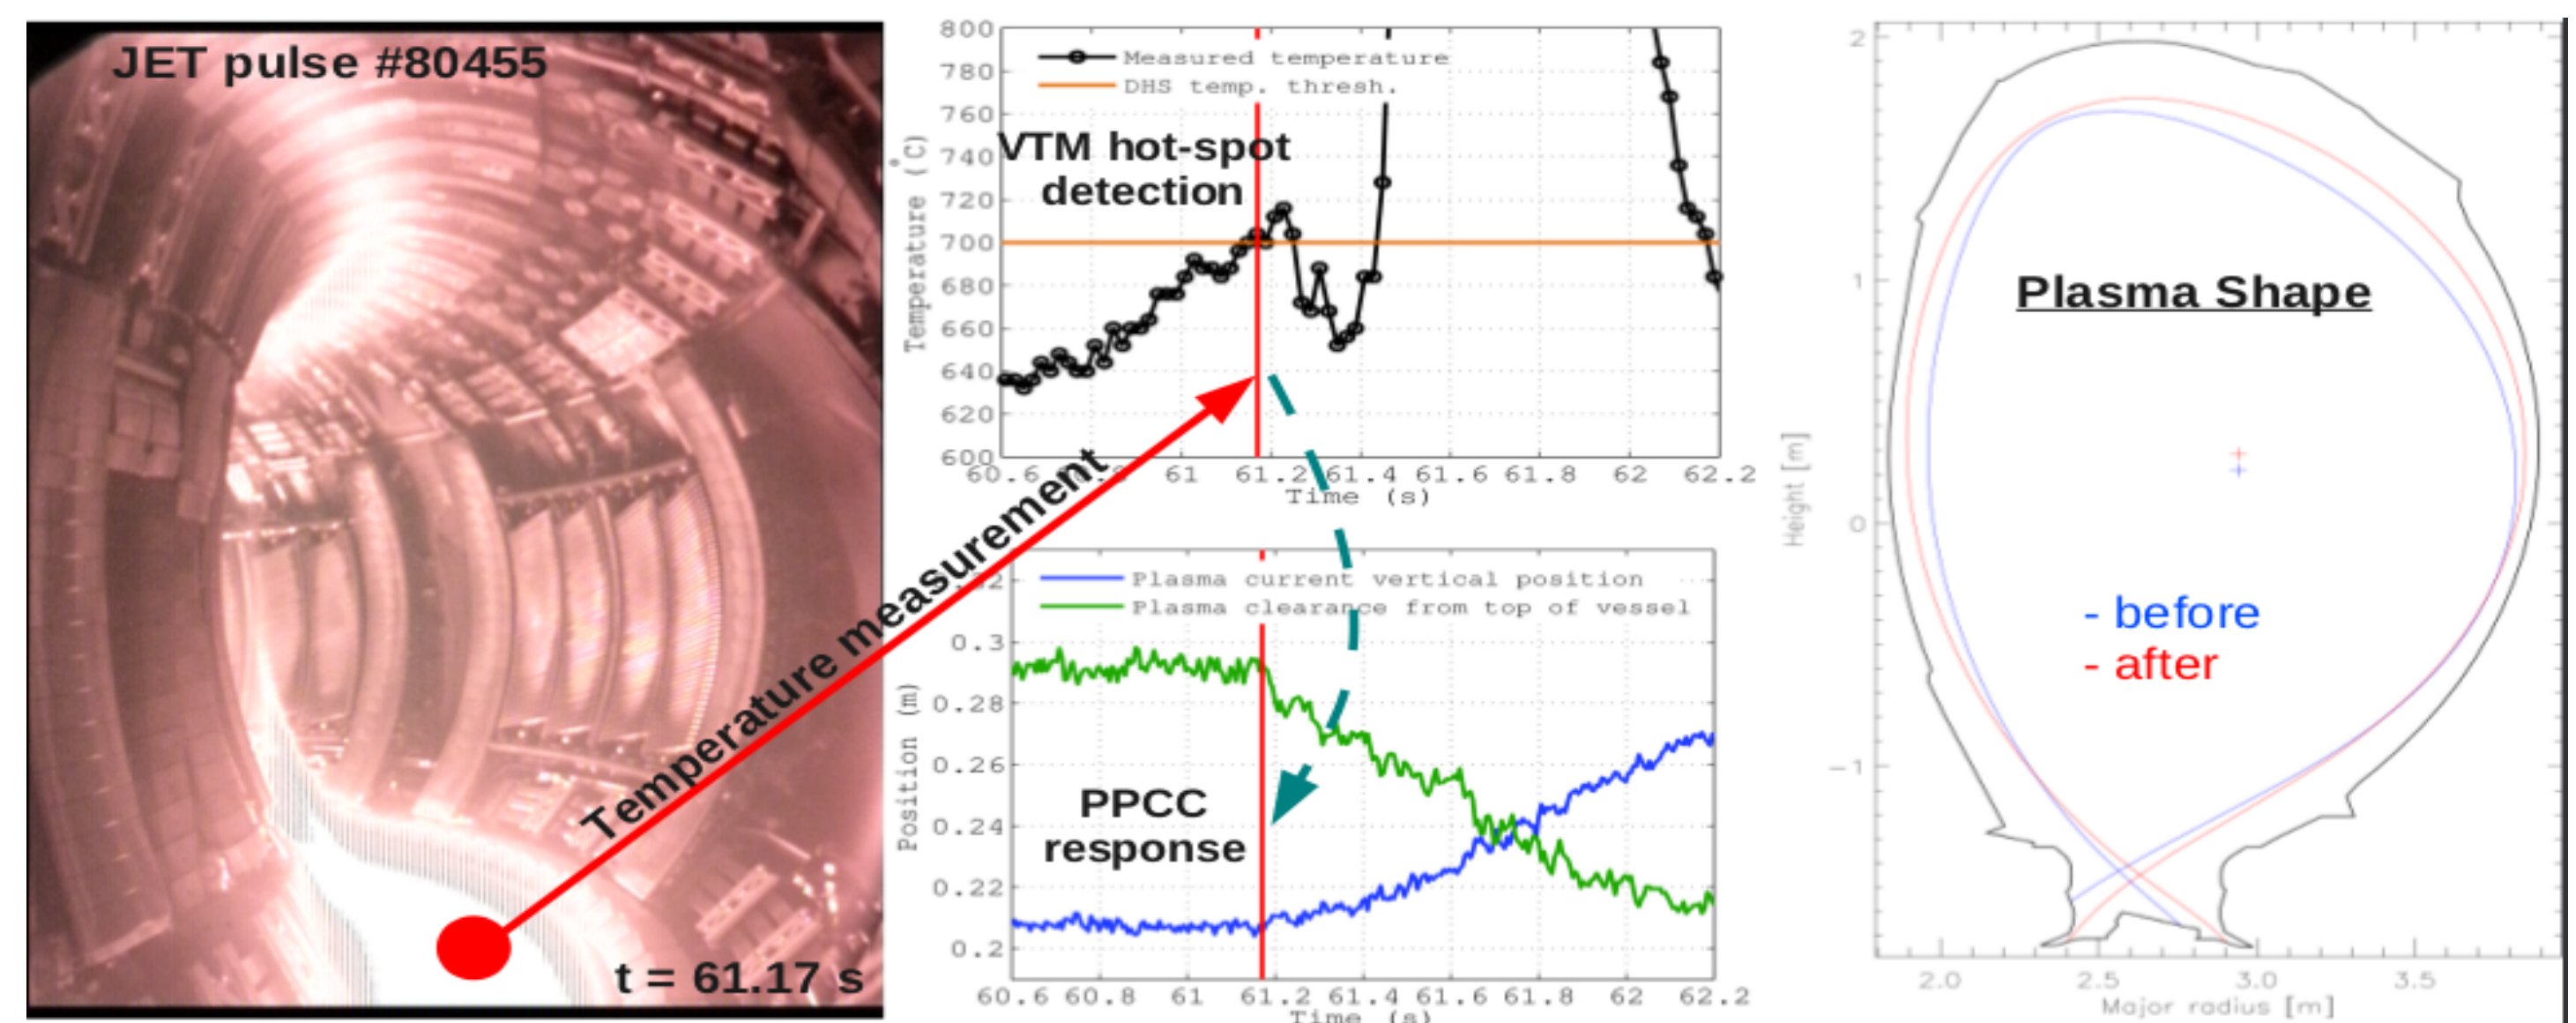 JET pulse #80455
Temperature measurement
t = 61.17 s
800
780
760
740
720
700
680
660
640
620
600
Temperature (°C)
Measured temperature
DHS temp. thresh.
VTM hot-spot
detection
60.6
61
61.2
61.4
61.6
61.8
62
62.2
Time (s)
Plasma current vertical position
Plasma clearance from top of vessel
0.3
0.28
0.26
0.24
0.22
0.2
Position (m)
PPCC
response
60.6 60.8 61 61.2 61.4 61.6 61.8 62 62.2
Time (s)
2
1
0
-1
Height [m]
Plasma Shape
- before
- after
2.0 2.5 3.0 3.5
Major radius [m]